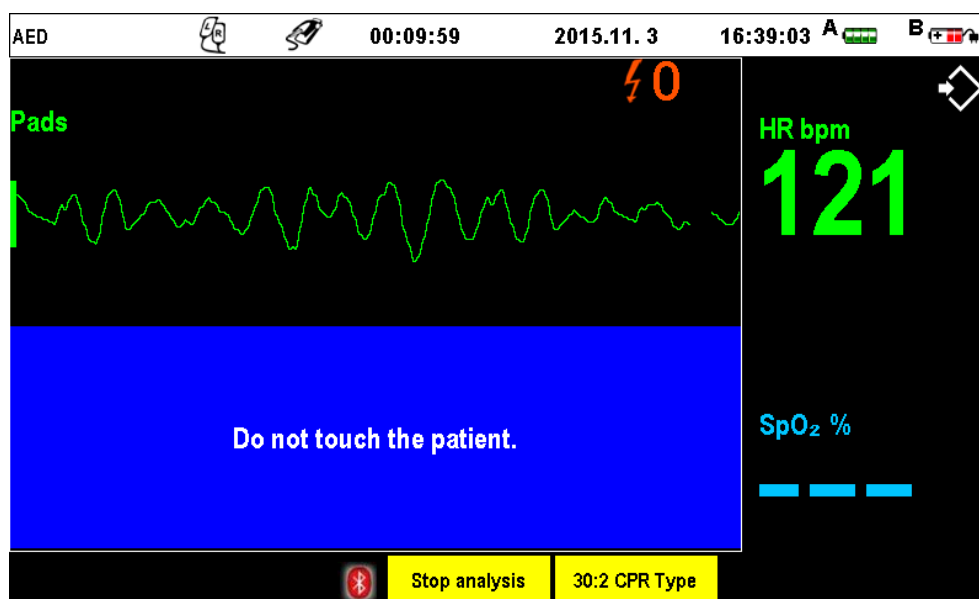 AED
L R
00:09:59
2015.11. 3
16:39:03
A
B
0
Pads
HR bpm
121
Do not touch the patient.
SpO₂ %
Stop analysis
30:2 CPR Type